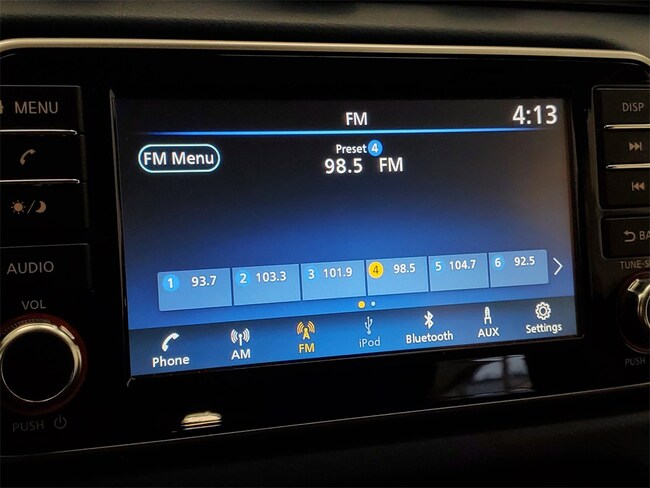 MENU
FM
4:13
DISP
FM Menu
Preset 4
98.5 FM
AUDIO
1 93.7
2 103.3
3 101.9
4 98.5
5 104.7
6 92.5
VOL
Phone
AM
FM
iPod
Bluetooth
AUX
Settings
PUSH
PUSH